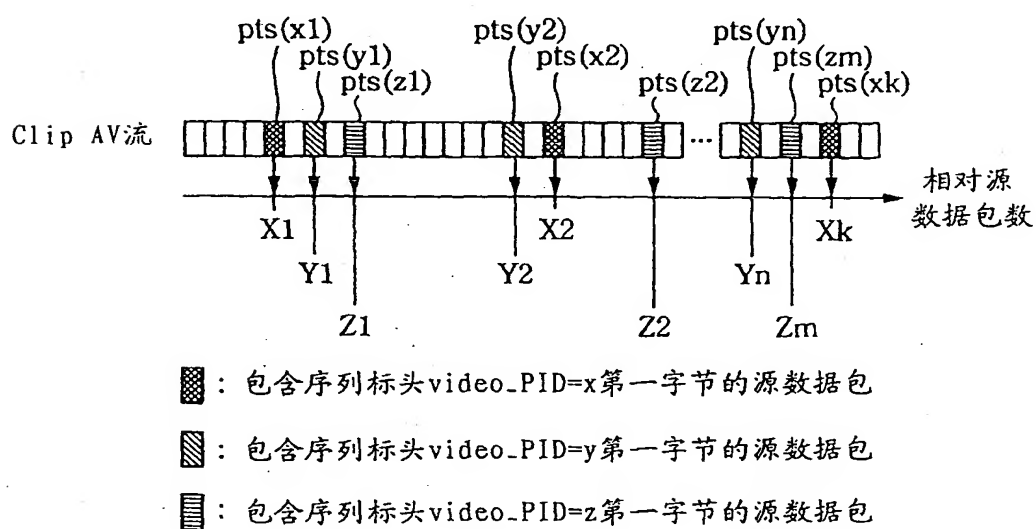 pts(x1) pts(y2) pts(yn)
pts(y1) pts(x2) pts(zm)
pts(z1) pts(z2) pts(xk)
Clip AV流 ...
相对源
数据包数
X1 X2 Xk
Y1 Y2 Yn
Z1 Z2 Zm
: 包含序列标头video_PID=x第一字节的源数据包
: 包含序列标头video_PID=y第一字节的源数据包
: 包含序列标头video_PID=z第一字节的源数据包